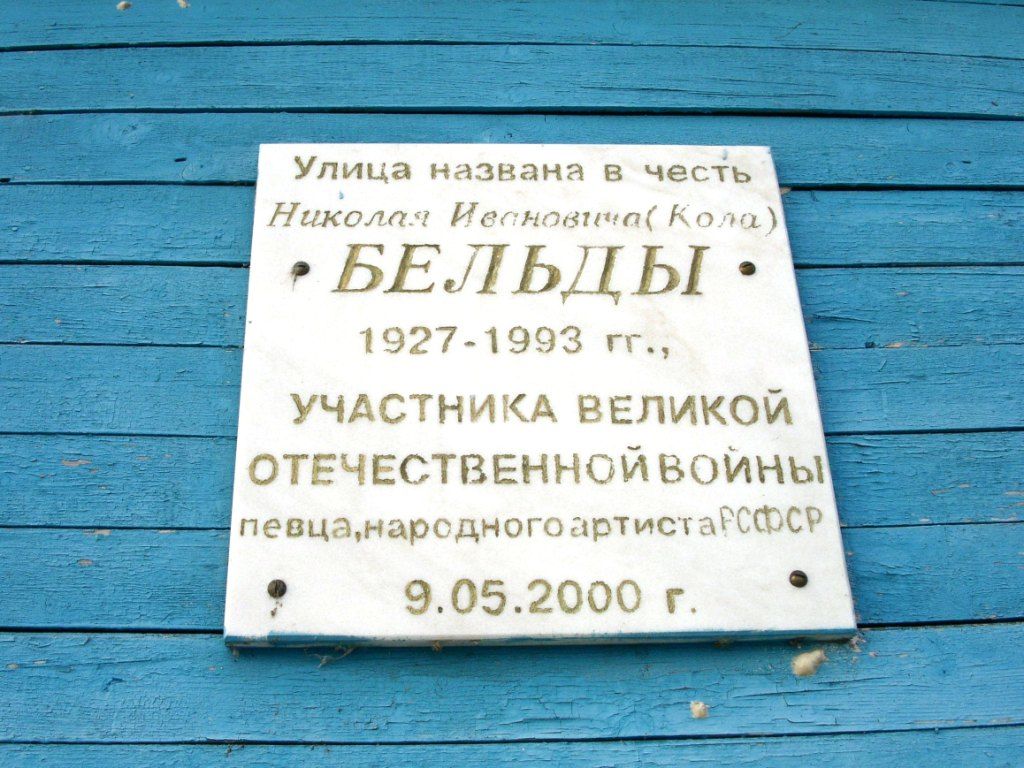 Улица названа в честь
Николая Ивановича (Кола)
БЕЛЬДЫ
1927-1993 гг.,
УЧАСТНИКА ВЕЛИКОЙ
ОТЕЧЕСТВЕННОЙ ВОЙНЫ
певца, народного артиста РСФСР
9.05.2000 г.